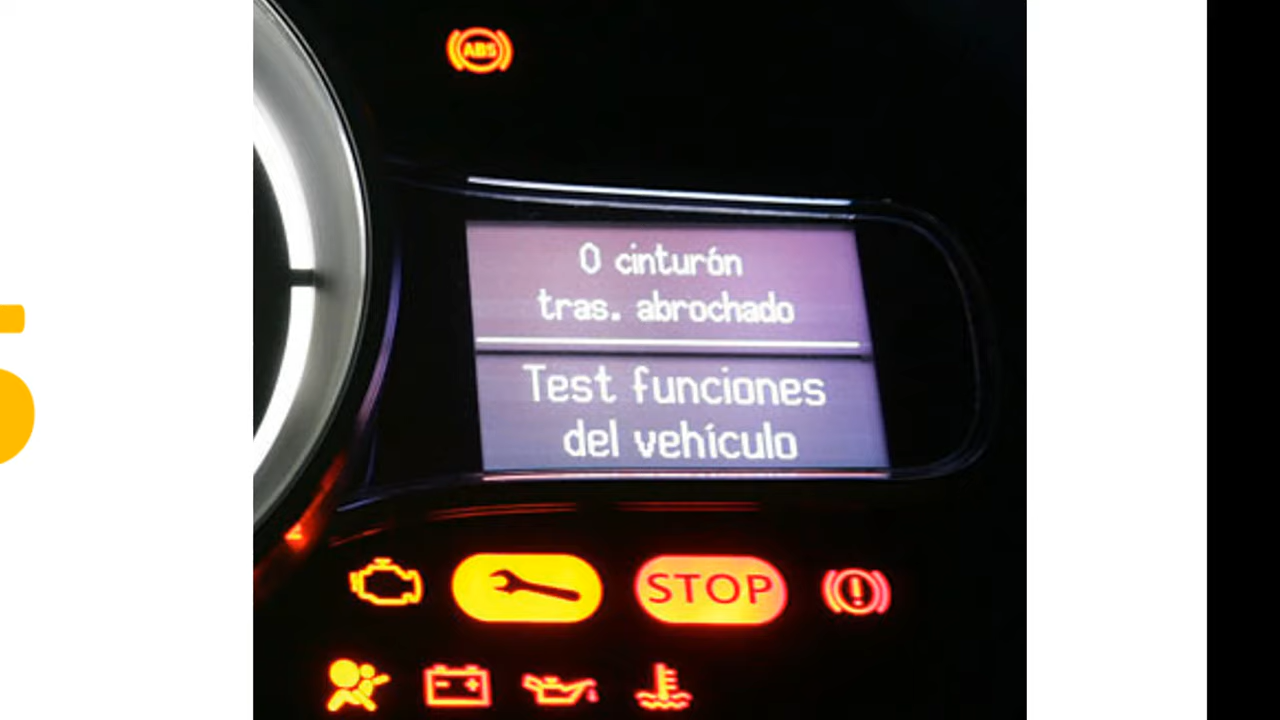 ABS
0 cinturón
tras. abrochado
Test funciones
del vehículo
STOP